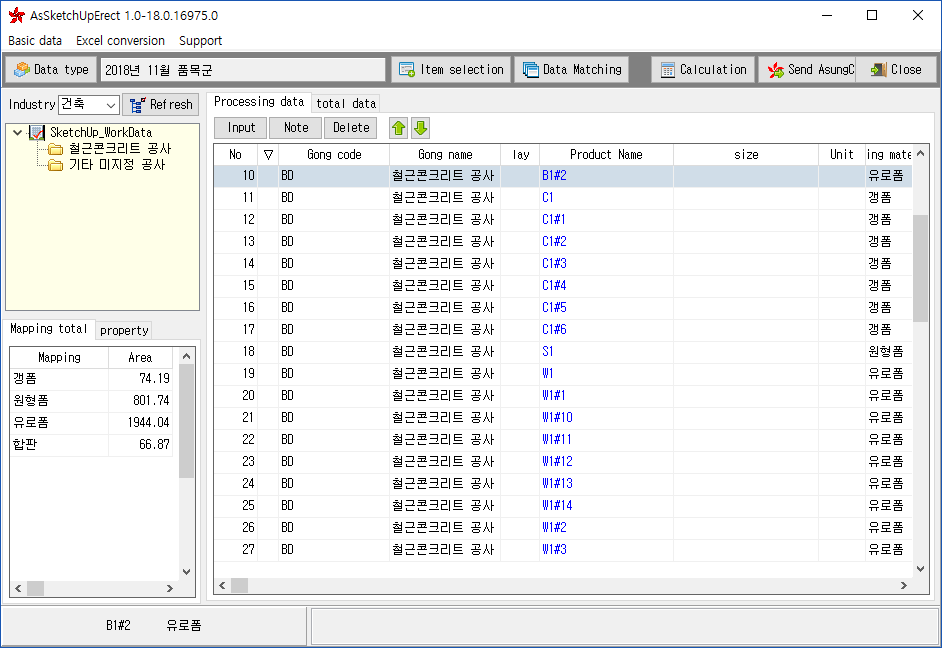 AsSketchUpErect 1.0-18.0.16975.0
Basic data Excel conversion Support
Data type 2018년 11월 품목군 Item selection Data Matching Calculation Send AsungC Close
Industry 건축 Refresh
SketchUp_WorkData
철근콘크리트 공사
기타 미지정 공사
Mapping total property
Mapping Area
갱폼 74.19
원형폼 801.74
유로폼 1944.04
합판 66.87
Processing data total data
Input Note Delete
No ▽ Gong code Gong name lay Product Name size Unit ing mate
10 BD 철근콘크리트 공사 B1#2 유로폼
11 BD 철근콘크리트 공사 C1 갱폼
12 BD 철근콘크리트 공사 C1#1 갱폼
13 BD 철근콘크리트 공사 C1#2 갱폼
14 BD 철근콘크리트 공사 C1#3 갱폼
15 BD 철근콘크리트 공사 C1#4 갱폼
16 BD 철근콘크리트 공사 C1#5 갱폼
17 BD 철근콘크리트 공사 C1#6 갱폼
18 BD 철근콘크리트 공사 S1 원형폼
19 BD 철근콘크리트 공사 W1 유로폼
20 BD 철근콘크리트 공사 W1#1 유로폼
21 BD 철근콘크리트 공사 W1#10 유로폼
22 BD 철근콘크리트 공사 W1#11 유로폼
23 BD 철근콘크리트 공사 W1#12 유로폼
24 BD 철근콘크리트 공사 W1#13 유로폼
25 BD 철근콘크리트 공사 W1#14 유로폼
26 BD 철근콘크리트 공사 W1#2 유로폼
27 BD 철근콘크리트 공사 W1#3 유로폼
B1#2 유로폼